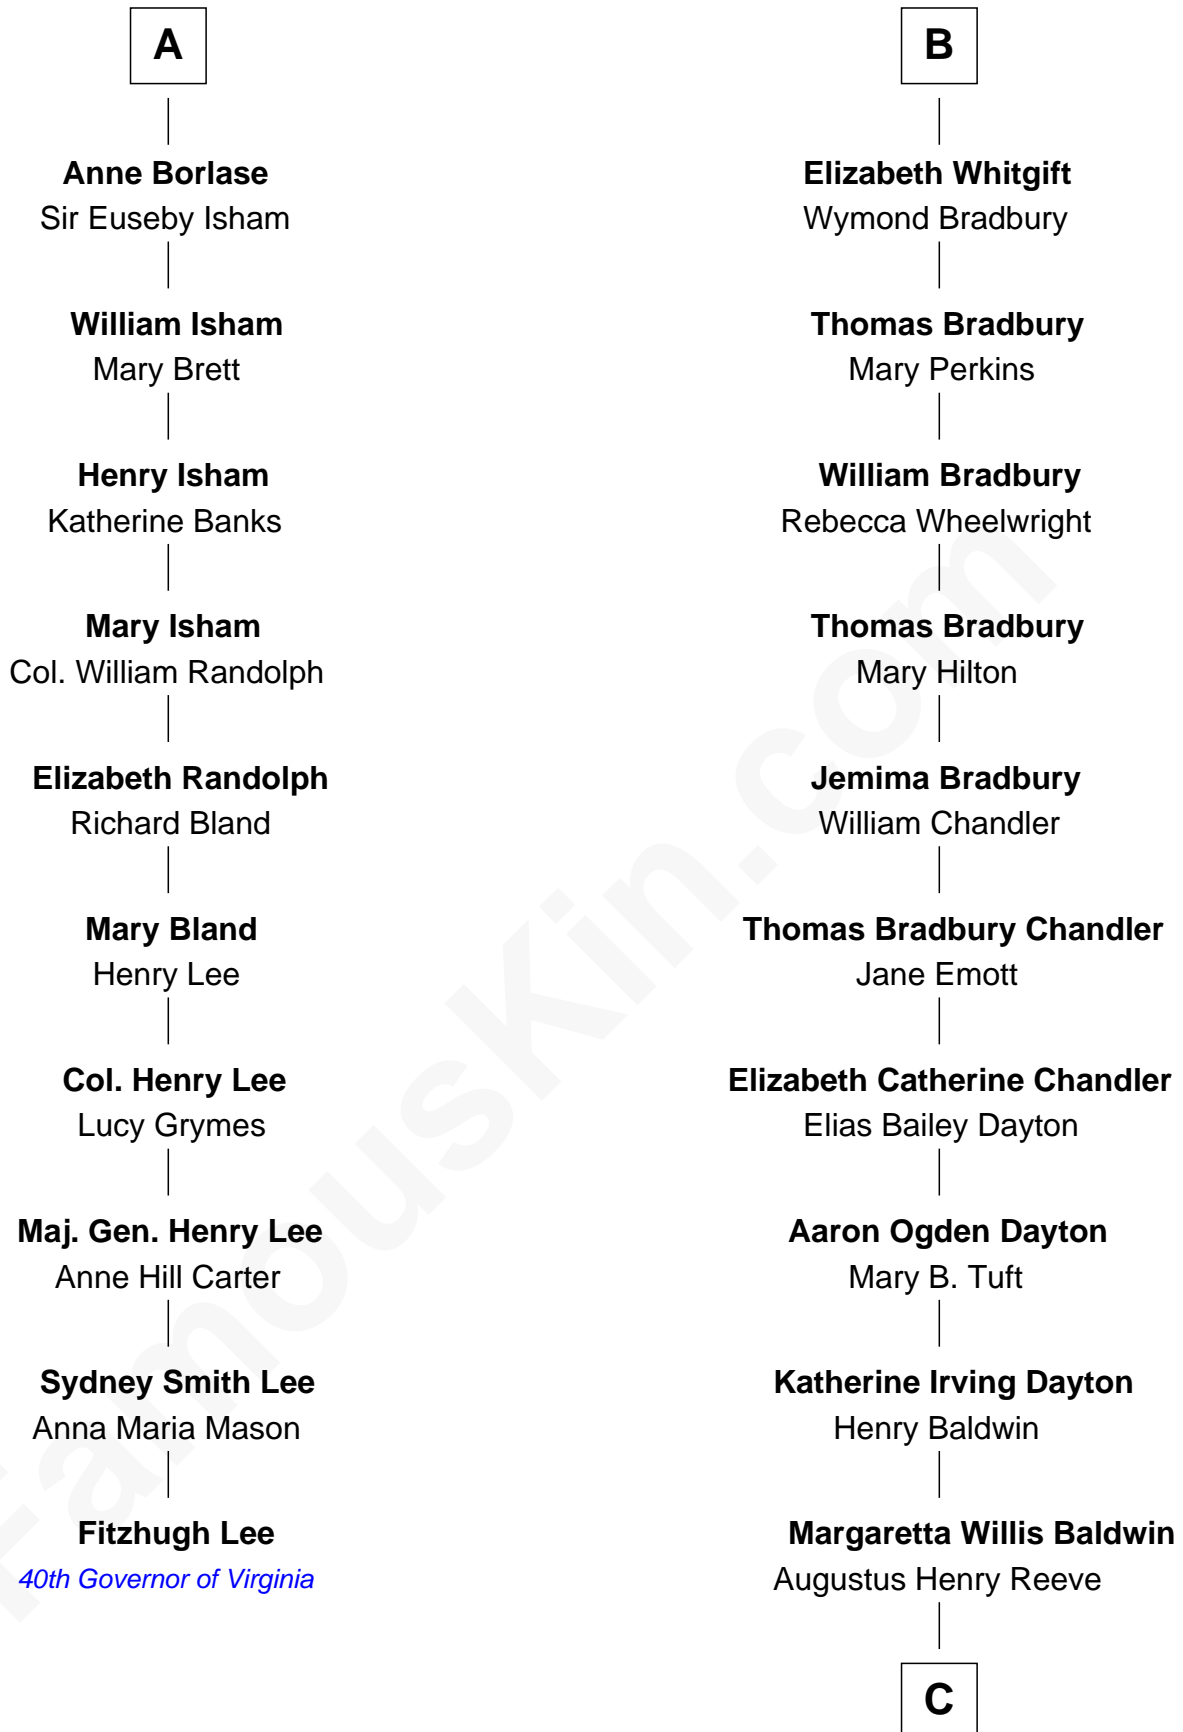 A
Anne Borlase
Sir Euseby Isham
William Isham
Mary Brett
Henry Isham
Katherine Banks
Mary Isham
Col. William Randolph
Elizabeth Randolph
Richard Bland
Mary Bland
Henry Lee
Col. Henry Lee
Lucy Grymes
Maj. Gen. Henry Lee
Anne Hill Carter
Sydney Smith Lee
Anna Maria Mason
Fitzhugh Lee
40th Governor of Virginia
B
Elizabeth Whitgift
Wymond Bradbury
Thomas Bradbury
Mary Perkins
William Bradbury
Rebecca Wheelwright
Thomas Bradbury
Mary Hilton
Jemima Bradbury
William Chandler
Thomas Bradbury Chandler
Jane Emott
Elizabeth Catherine Chandler
Elias Bailey Dayton
Aaron Ogden Dayton
Mary B. Tuft
Katherine Irving Dayton
Henry Baldwin
Margaretta Willis Baldwin
Augustus Henry Reeve
C
FamousKin.com